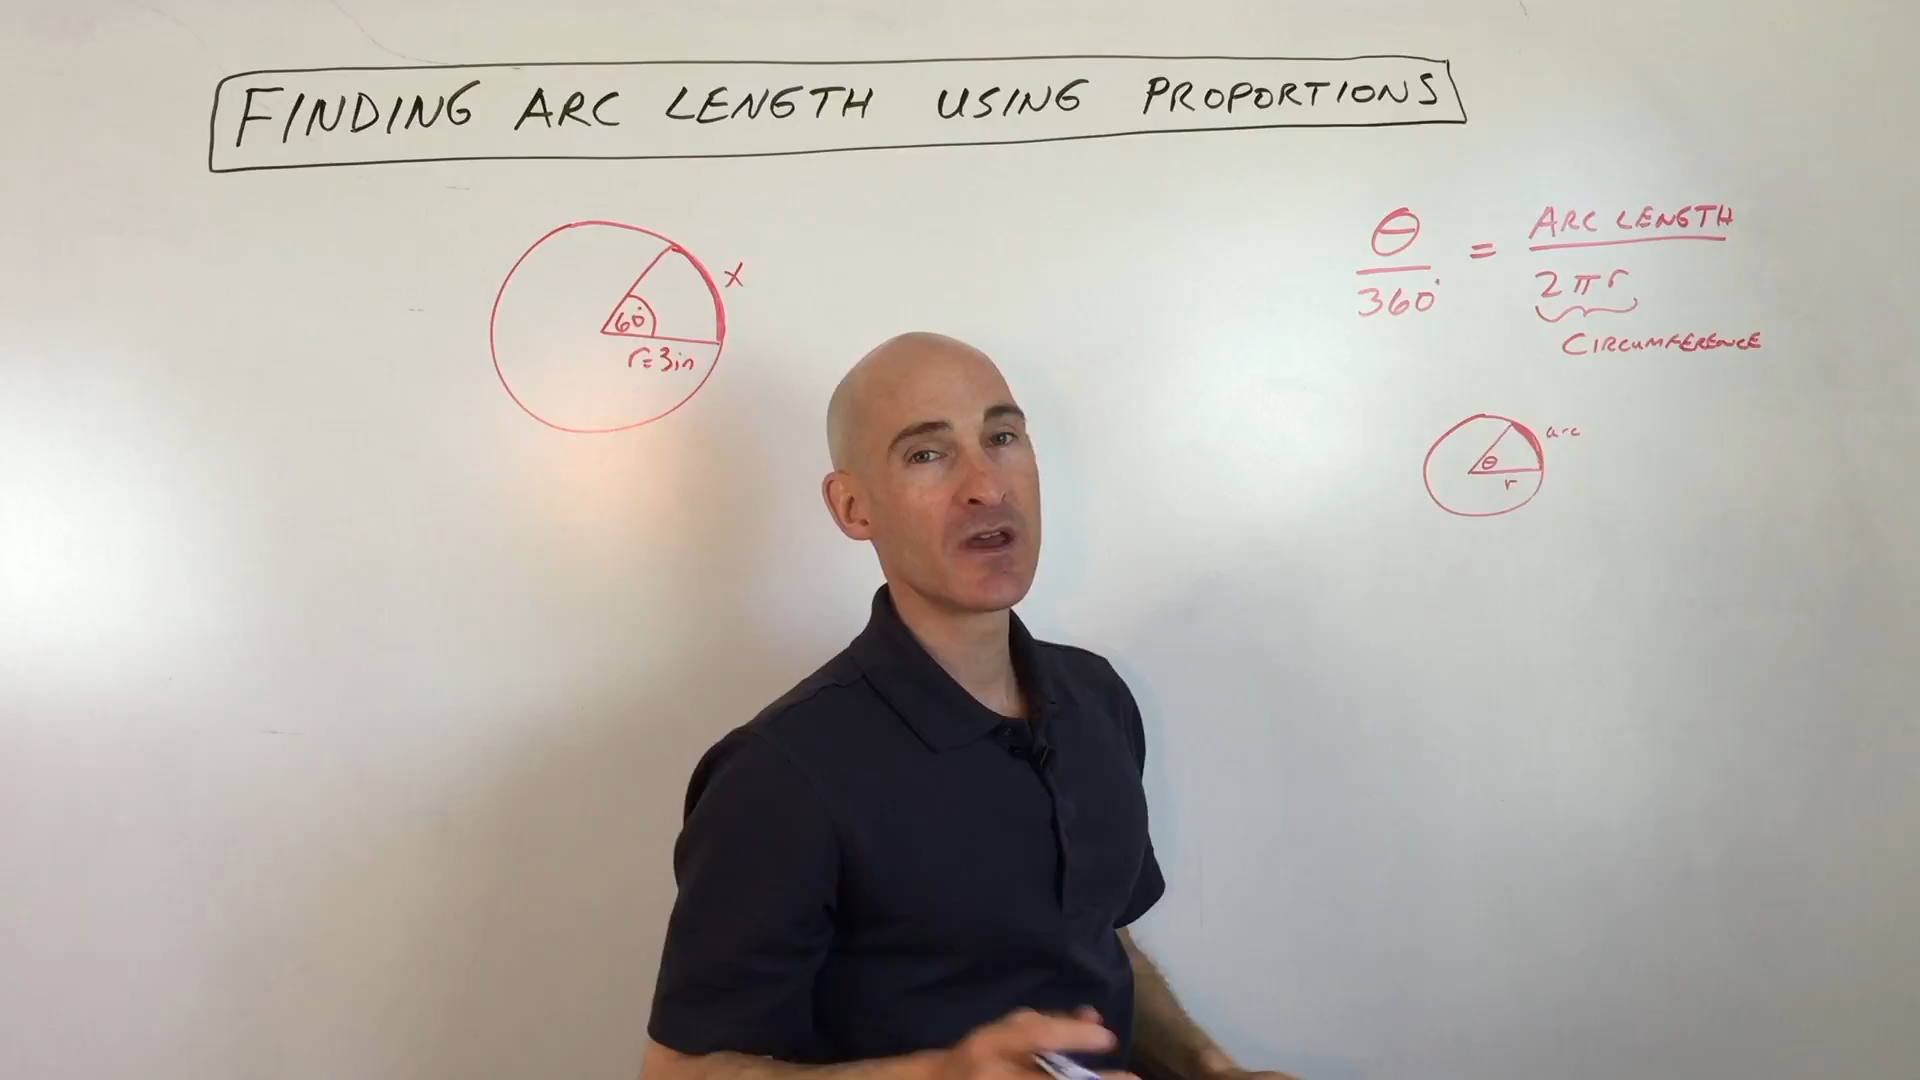 FINDING ARC LENGTH USING PROPORTIONS
x
60°
r=3in
θ/360° = ARC LENGTH/2πr
CIRCUMFERENCE
arc
θ
r